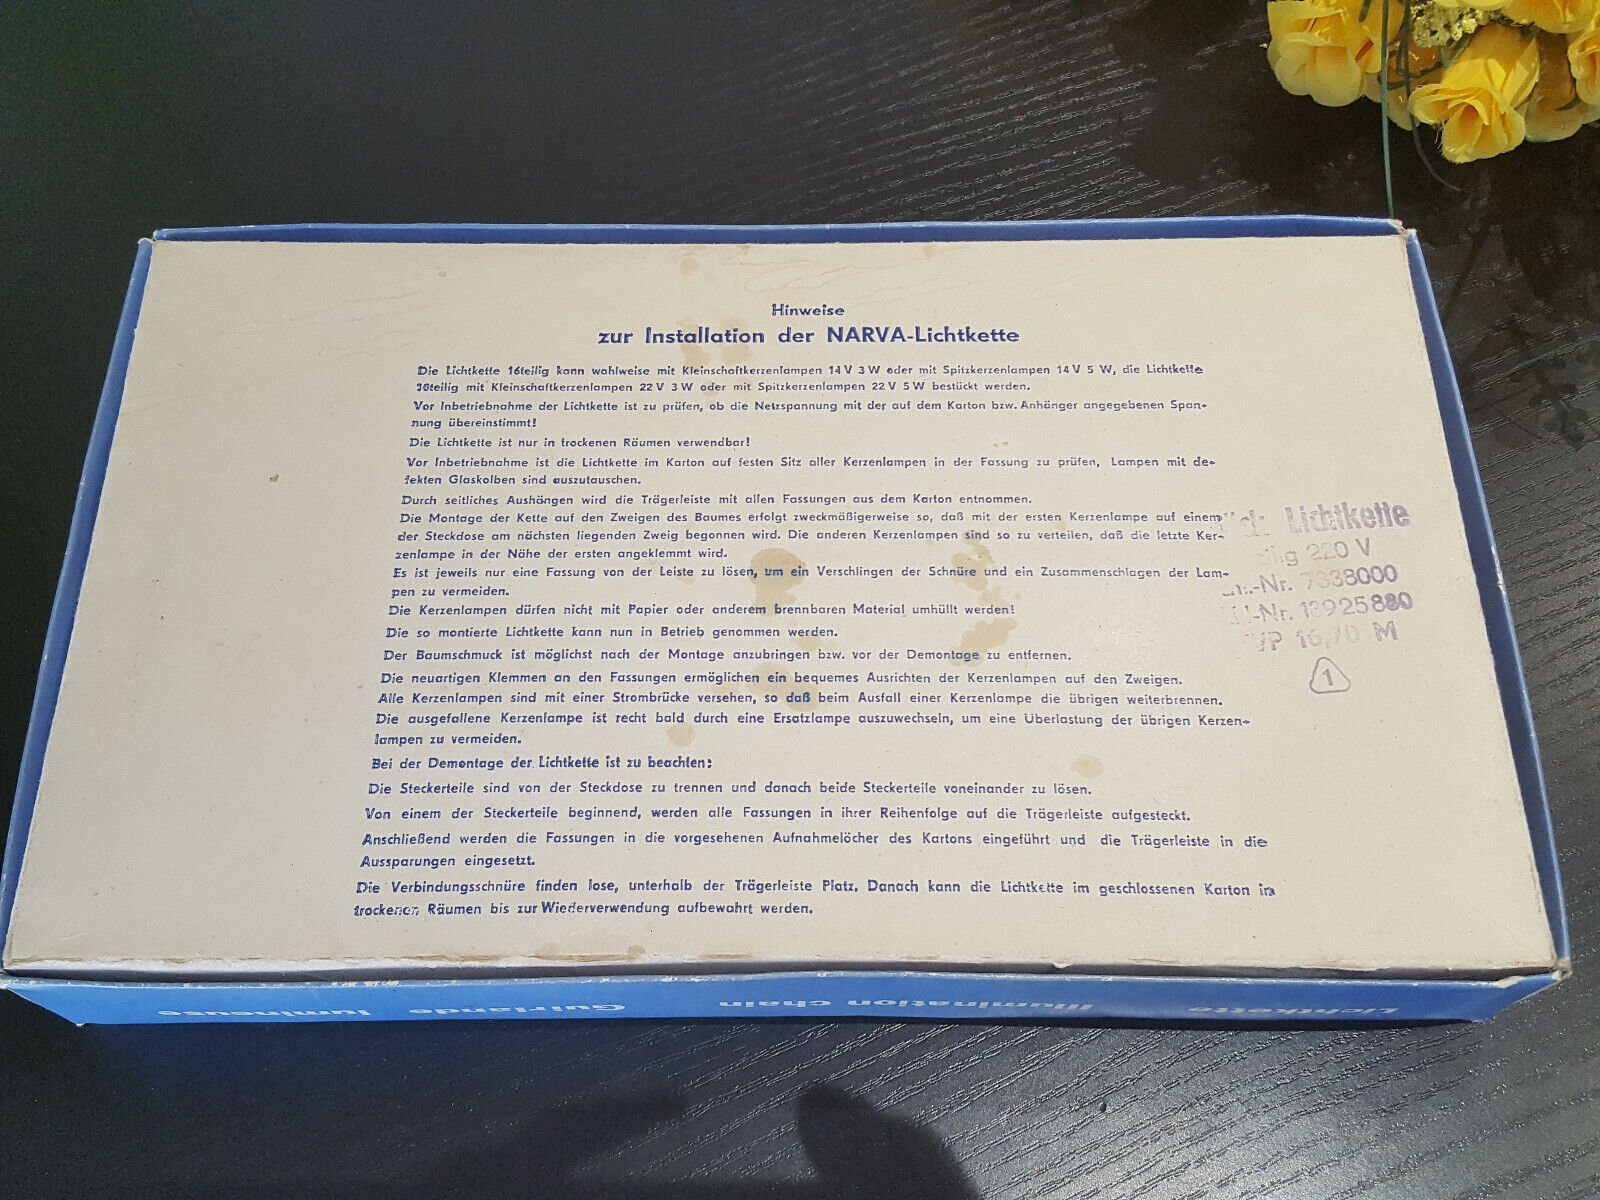 Hinweise
zur Installation der NARVA-Lichtkette
Die Lichtkette 16teilig kann wahlweise mit Kleinschaftkerzenlampen 14 V 3 W oder mit Spitzkerzenlampen 14 V 5 W, die Lichtkette
30teilig mit Kleinschaftkerzenlampen 22 V 3 W oder mit Spitzkerzenlampen 22 V 5 W bestückt werden.
Vor Inbetriebnahme der Lichtkette ist zu prüfen, ob die Netzspannung mit der auf dem Karton bzw. Anhänger angegebenen Span-
nung übereinstimmt!
Die Lichtkette ist nur in trockenen Räumen verwendbar!
Vor Inbetriebnahme ist die Lichtkette im Karton auf festen Sitz aller Kerzenlampen in der Fassung zu prüfen, Lampen mit de-
fekten Glaskolben sind auszutauschen.
Durch seitliches Aushängen wird die Trägerleiste mit allen Fassungen aus dem Karton entnommen.
Die Montage der Kette auf den Zweigen des Baumes erfolgt zweckmäßigerweise so, daß mit der ersten Kerzenlampe auf einem
der Steckdose am nächsten liegenden Zweig begonnen wird. Die anderen Kerzenlampen sind so zu verteilen, daß die letzte Ker-
zenlampe in der Nähe der ersten angeklemmt wird.
Es ist jeweils nur eine Fassung von der Leiste zu lösen, um ein Verschlingen der Schnüre und ein Zusammenschlagen der Lam-
pen zu vermeiden.
Die Kerzenlampen dürfen nicht mit Papier oder anderem brennbaren Material umhüllt werden!
Die so montierte Lichtkette kann nun in Betrieb genommen werden.
Der Baumschmuck ist möglichst nach der Montage anzubringen bzw. vor der Demontage zu entfernen.
Die neuartigen Klemmen an den Fassungen ermöglichen ein bequemes Ausrichten der Kerzenlampen auf den Zweigen.
Alle Kerzenlampen sind mit einer Strombrücke versehen, so daß beim Ausfall einer Kerzenlampe die übrigen weiterbrennen.
Die ausgefallene Kerzenlampe ist recht bald durch eine Ersatzlampe auszuwechseln, um eine Überlastung der übrigen Kerzen-
lampen zu vermeiden.
Bei der Demontage der Lichtkette ist zu beachten:
Die Steckerteile sind von der Steckdose zu trennen und danach beide Steckerteile voneinander zu lösen.
Von einem der Steckerteile beginnend, werden alle Fassungen in ihrer Reihenfolge auf die Trägerleiste aufgesteckt.
Anschließend werden die Fassungen in die vorgesehenen Aufnahmelöcher des Kartons eingeführt und die Trägerleiste in die
Aussparungen eingesetzt.
Die Verbindungsschnüre finden lose, unterhalb der Trägerleiste Platz. Danach kann die Lichtkette im geschlossenen Karton in
trockenen Räumen bis zur Wiederverwendung aufbewahrt werden.
Lichtkette
220 V
-Nr. 7338000
-Nr. 13925880
16,70 M
1
Lichtkette Illumination Chain Guirlande lumineuse